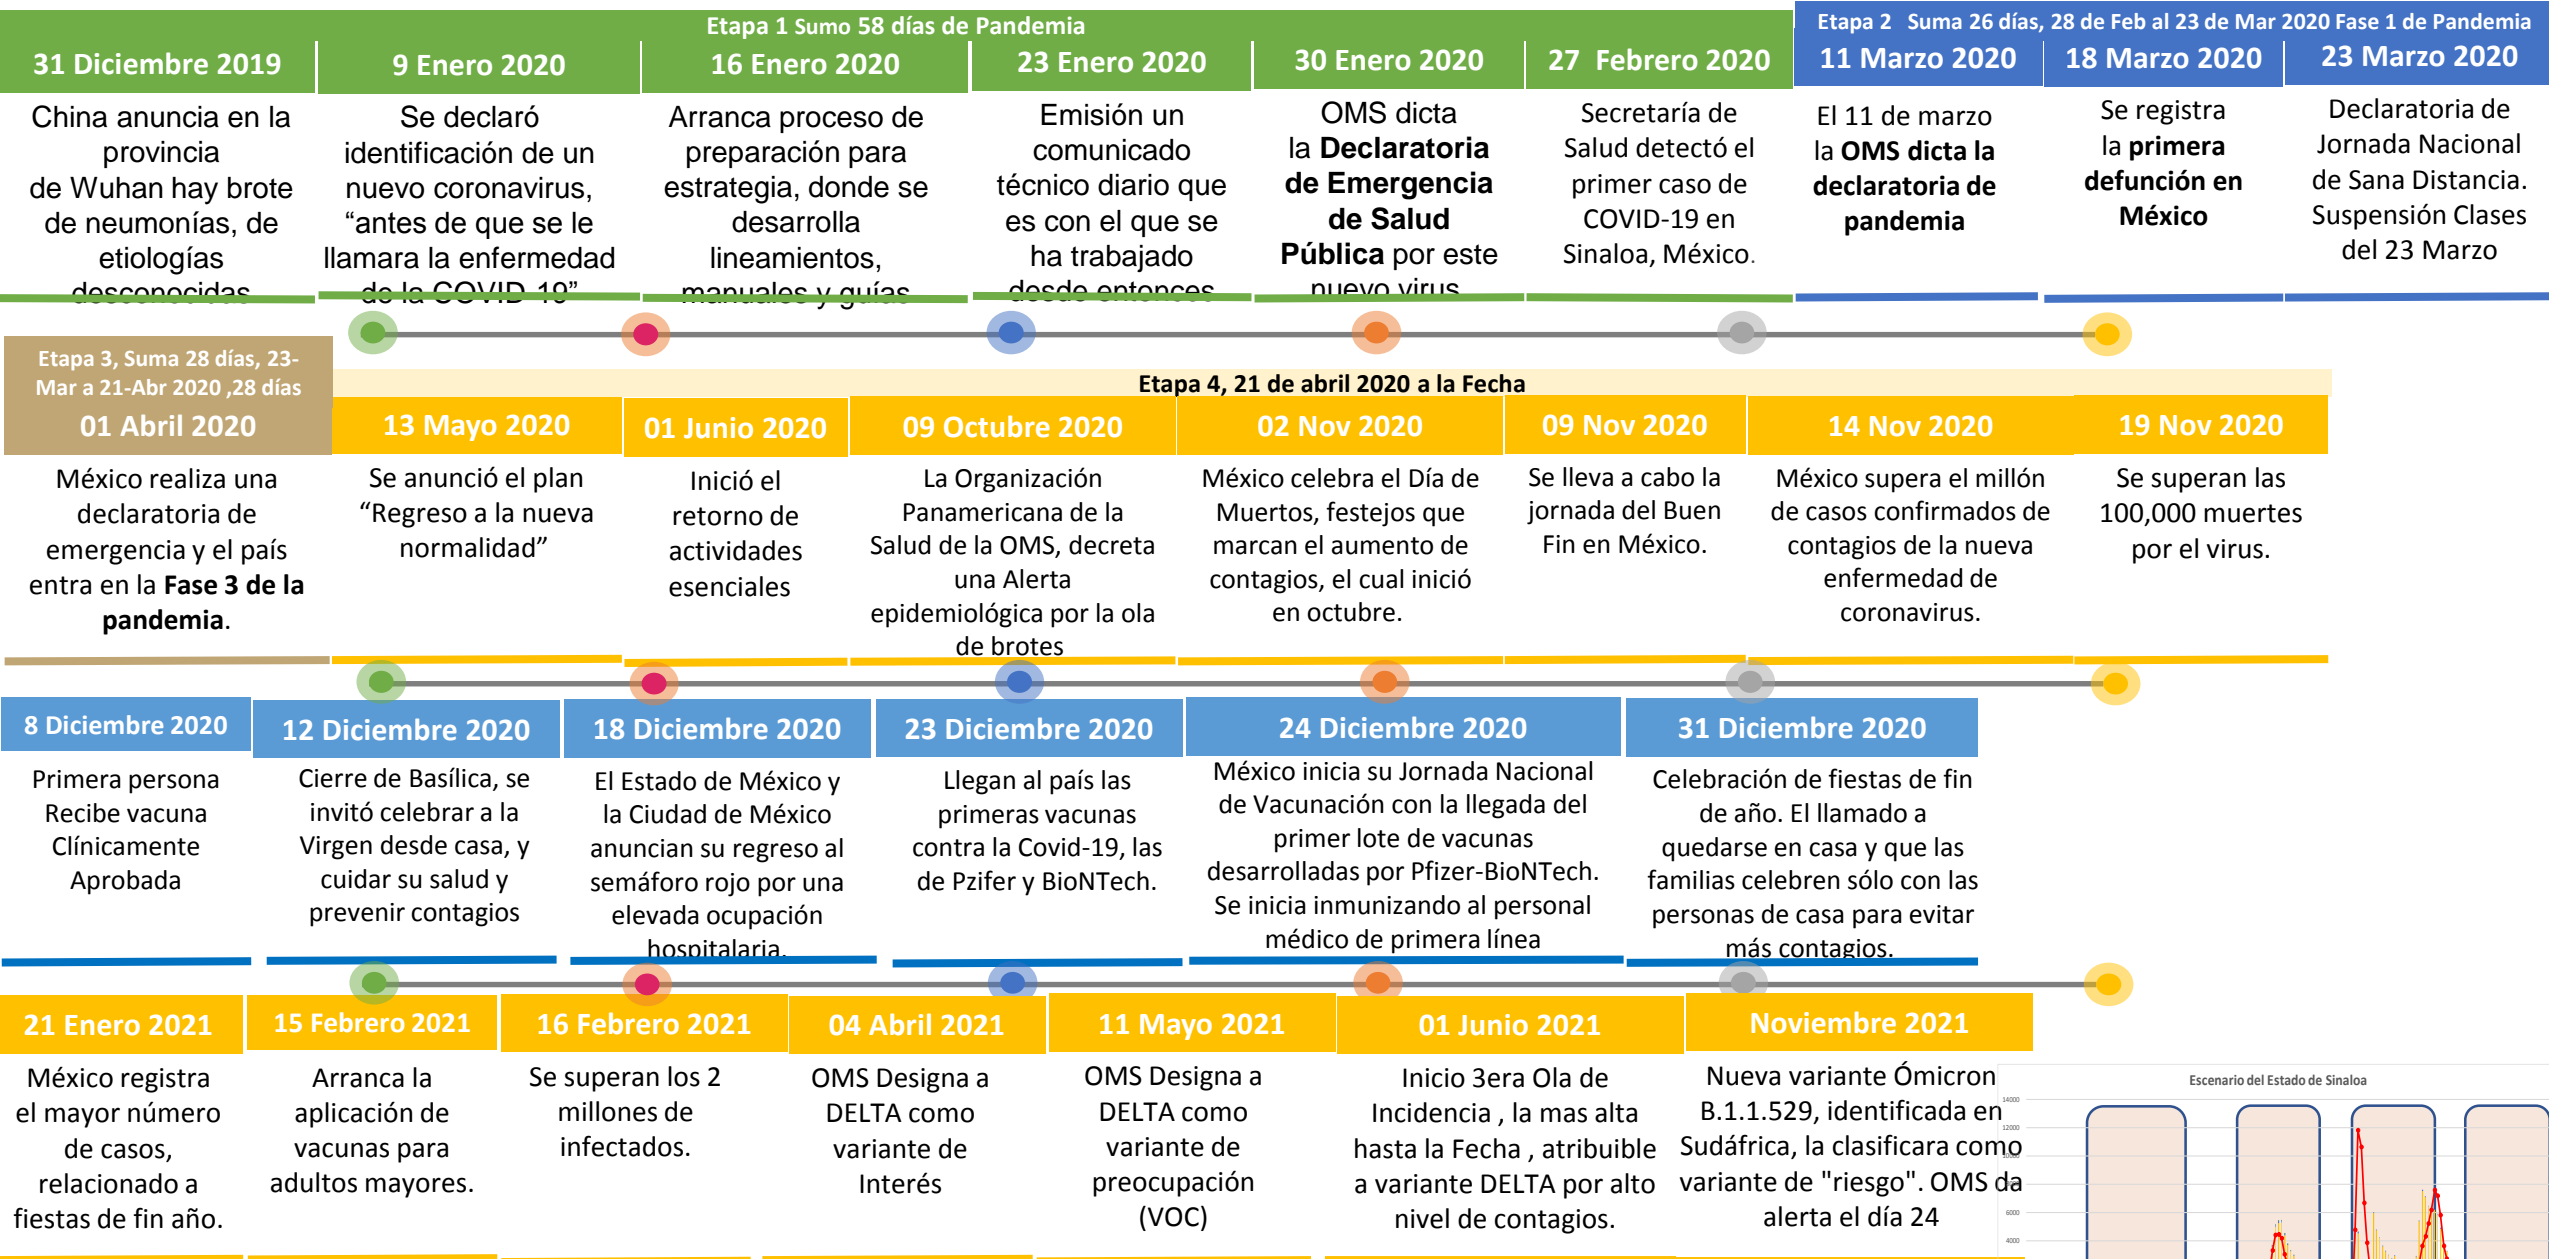 Etapa 1 Sumo 58 días de Pandemia
Etapa 2 Suma 26 días, 28 de Feb al 23 de Mar 2020 Fase 1 de Pandemia
31 Diciembre 2019
China anuncia en la
provincia
de Wuhan hay brote
de neumonías, de
etiologías
desconocidas
9 Enero 2020
Se declaró
identificación de un
nuevo coronavirus,
“antes de que se le
llamara la enfermedad
de la COVID-19”
16 Enero 2020
Arranca proceso de
preparación para
estrategia, donde se
desarrolla
lineamientos,
manuales y guías
23 Enero 2020
Emisión un
comunicado
técnico diario que
es con el que se
ha trabajado
desde entonces
30 Enero 2020
OMS dicta
la Declaratoria
de Emergencia
de Salud
Pública por este
nuevo virus
27 Febrero 2020
Secretaría de
Salud detectó el
primer caso de
COVID-19 en
Sinaloa, México.
11 Marzo 2020
El 11 de marzo
la OMS dicta la
declaratoria de
pandemia
18 Marzo 2020
Se registra
la primera
defunción en
México
23 Marzo 2020
Declaratoria de
Jornada Nacional
de Sana Distancia.
Suspensión Clases
del 23 Marzo
Etapa 3, Suma 28 días, 23-
Mar a 21-Abr 2020 ,28 días
Etapa 4, 21 de abril 2020 a la Fecha
01 Abril 2020
México realiza una
declaratoria de
emergencia y el país
entra en la Fase 3 de la
pandemia.
13 Mayo 2020
Se anunció el plan
“Regreso a la nueva
normalidad”
01 Junio 2020
Inició el
retorno de
actividades
esenciales
09 Octubre 2020
La Organización
Panamericana de la
Salud de la OMS, decreta
una Alerta
epidemiológica por la ola
de brotes
02 Nov 2020
México celebra el Día de
Muertos, festejos que
marcan el aumento de
contagios, el cual inició
en octubre.
09 Nov 2020
Se lleva a cabo la
jornada del Buen
Fin en México.
14 Nov 2020
México supera el millón
de casos confirmados de
contagios de la nueva
enfermedad de
coronavirus.
19 Nov 2020
Se superan las
100,000 muertes
por el virus.
8 Diciembre 2020
Primera persona
Recibe vacuna
Clínicamente
Aprobada
12 Diciembre 2020
Cierre de Basílica, se
invitó celebrar a la
Virgen desde casa, y
cuidar su salud y
prevenir contagios
18 Diciembre 2020
El Estado de México y
la Ciudad de México
anuncian su regreso al
semáforo rojo por una
elevada ocupación
hospitalaria.
23 Diciembre 2020
Llegan al país las
primeras vacunas
contra la Covid-19, las
de Pzifer y BioNTech.
24 Diciembre 2020
México inicia su Jornada Nacional
de Vacunación con la llegada del
primer lote de vacunas
desarrolladas por Pfizer-BioNTech.
Se inicia inmunizando al personal
médico de primera línea
31 Diciembre 2020
Celebración de fiestas de fin
de año. El llamado a
quedarse en casa y que las
familias celebren sólo con las
personas de casa para evitar
más contagios.
21 Enero 2021
México registra
el mayor número
de casos,
relacionado a
fiestas de fin año.
15 Febrero 2021
Arranca la
aplicación de
vacunas para
adultos mayores.
16 Febrero 2021
Se superan los 2
millones de
infectados.
04 Abril 2021
OMS Designa a
DELTA como
variante de
Interés
11 Mayo 2021
OMS Designa a
DELTA como
variante de
preocupación
(VOC)
01 Junio 2021
Inicio 3era Ola de
Incidencia , la mas alta
hasta la Fecha , atribuible
a variante DELTA por alto
nivel de contagios.
Noviembre 2021
Nueva variante Ómicron
B.1.1.529, identificada en
Sudáfrica, la clasificara como
variante de "riesgo". OMS da
alerta el día 24
Escenario del Estado de Sinaloa
14000
12000
10000
6000
4000